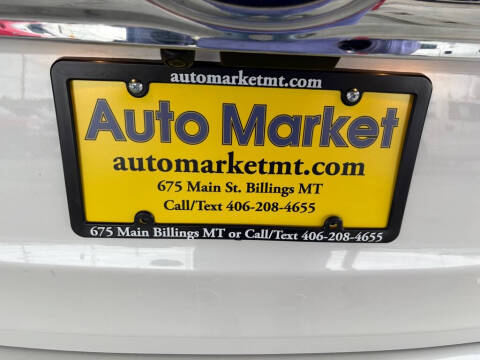 automarketmt.com
Auto Market
automarketmt.com
675 Main St. Billings MT
Call/Text 406-208-4655
675 Main Billings MT or Call/Text 406-208-4655